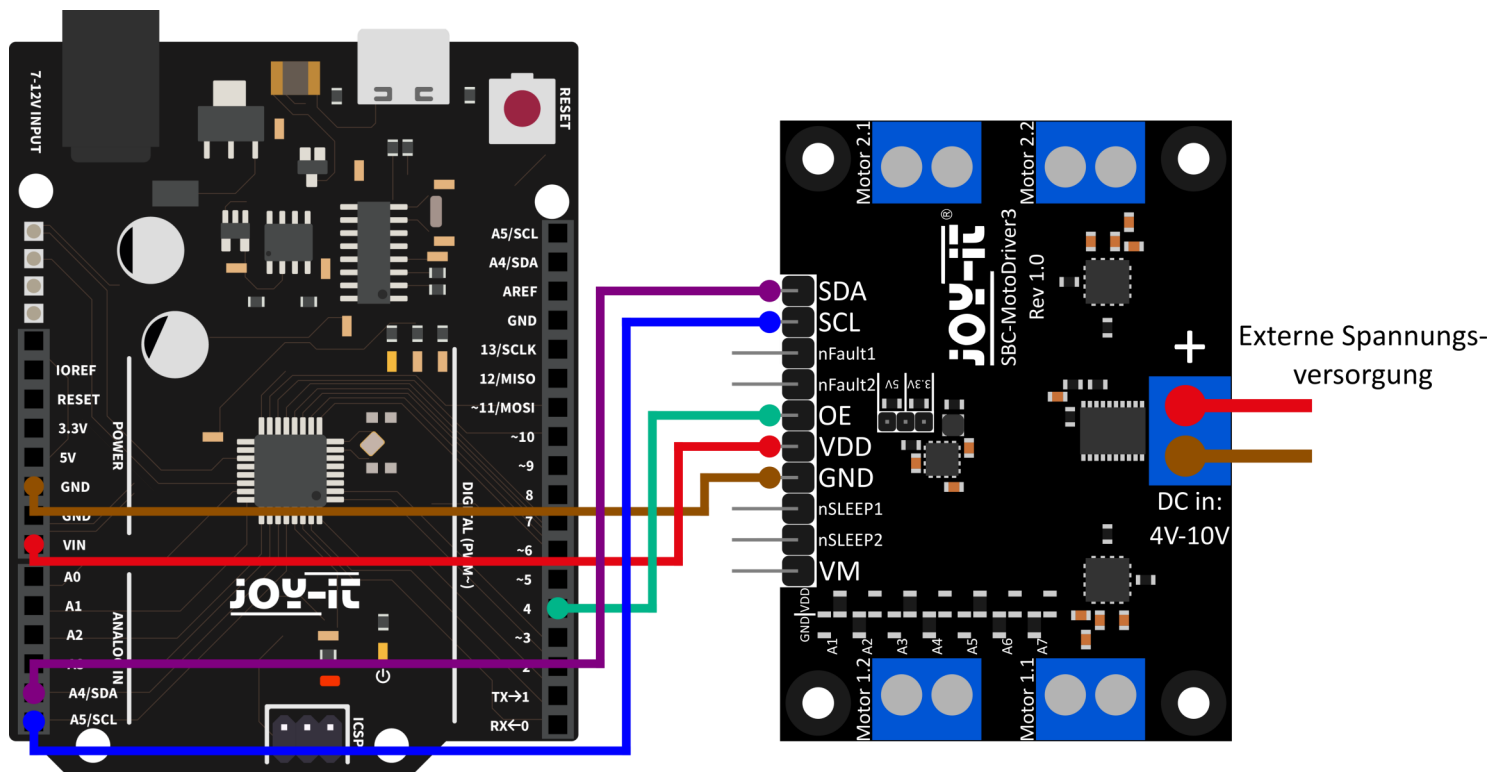 7-12V INPUT
RESET
IOREF
RESET
3.3V
5V
GND
GND
VIN
POWER
A0
A1
A2
A3
A4/SDA
A5/SCL
ANALOG IN
A5/SCL
A4/SDA
AREF
GND
13/SCLK
12/MISO
~11/MOSI
~10
~9
8
7
~6
~5
4
~3
2
TX→1
RX←0
DIGITAL (PWM~)
JOY-iT
ICSP
Motor 2.1
Motor 2.2
JOY-iT®
SBC-MotoDriver3
Rev 1.0
SDA
SCL
nFault1
nFault2
OE
VDD
GND
nSLEEP1
nSLEEP2
VM
5V
3.3V
+
DC in:
4V-10V
GND
VDD
A1
A2
A3
A4
A5
A6
A7
Motor 1.2
Motor 1.1
Externe Spannungs-
versorgung